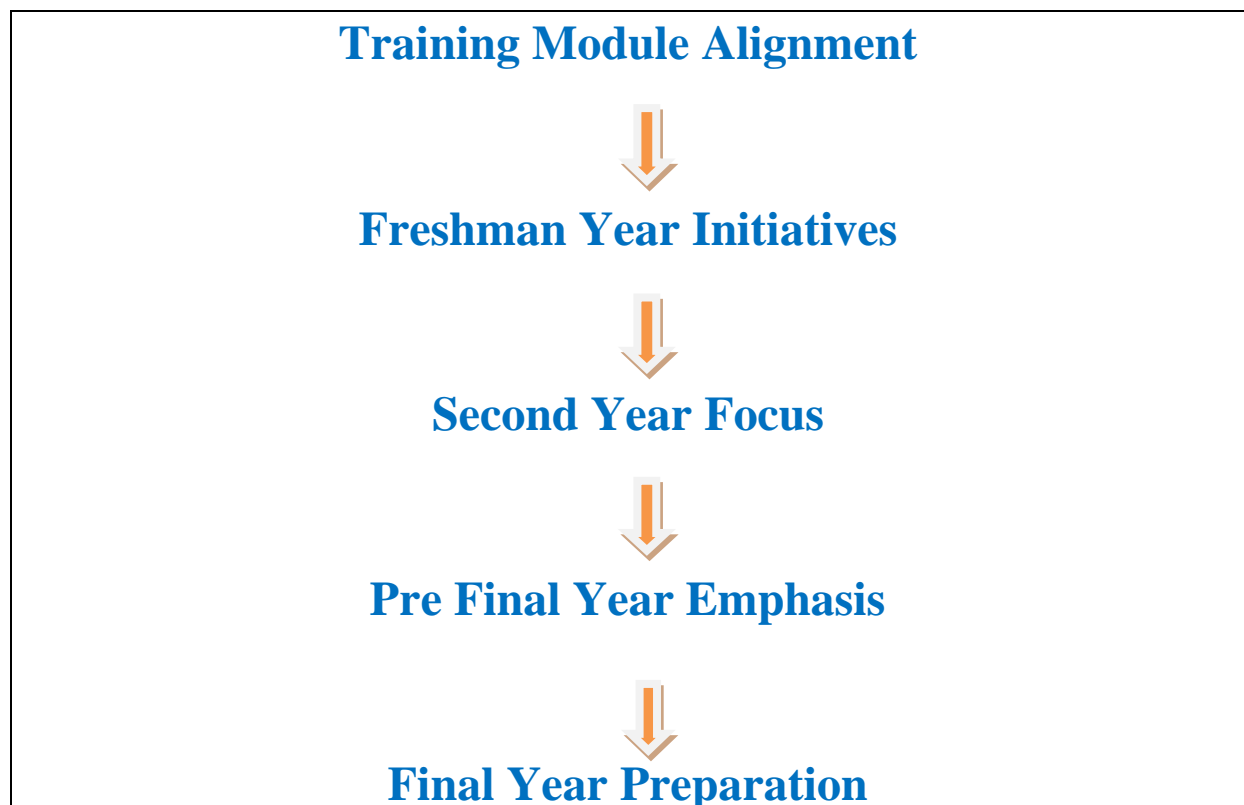 Training Module Alignment
Freshman Year Initiatives
Second Year Focus
Pre Final Year Emphasis
Final Year Preparation